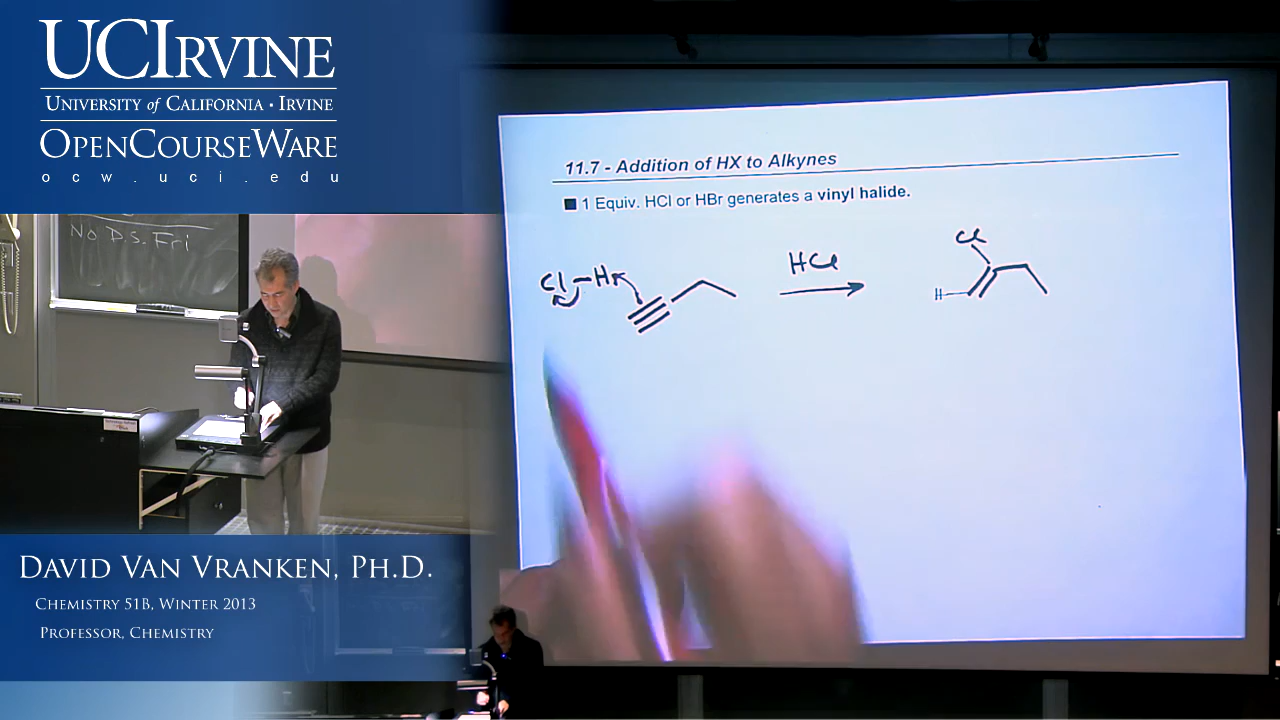 UCIRVINE
UNIVERSITY of CALIFORNIA • IRVINE
OPENCOURSEWARE
ocw.uci.edu
No D.S. Fri
11.7 - Addition of HX to Alkynes
■ 1 Equiv. HCl or HBr generates a vinyl halide.
Cl
HCl
Cl-H
H
DAVID VAN VRANKEN, PH.D.
CHEMISTRY 51B, WINTER 2013
PROFESSOR, CHEMISTRY